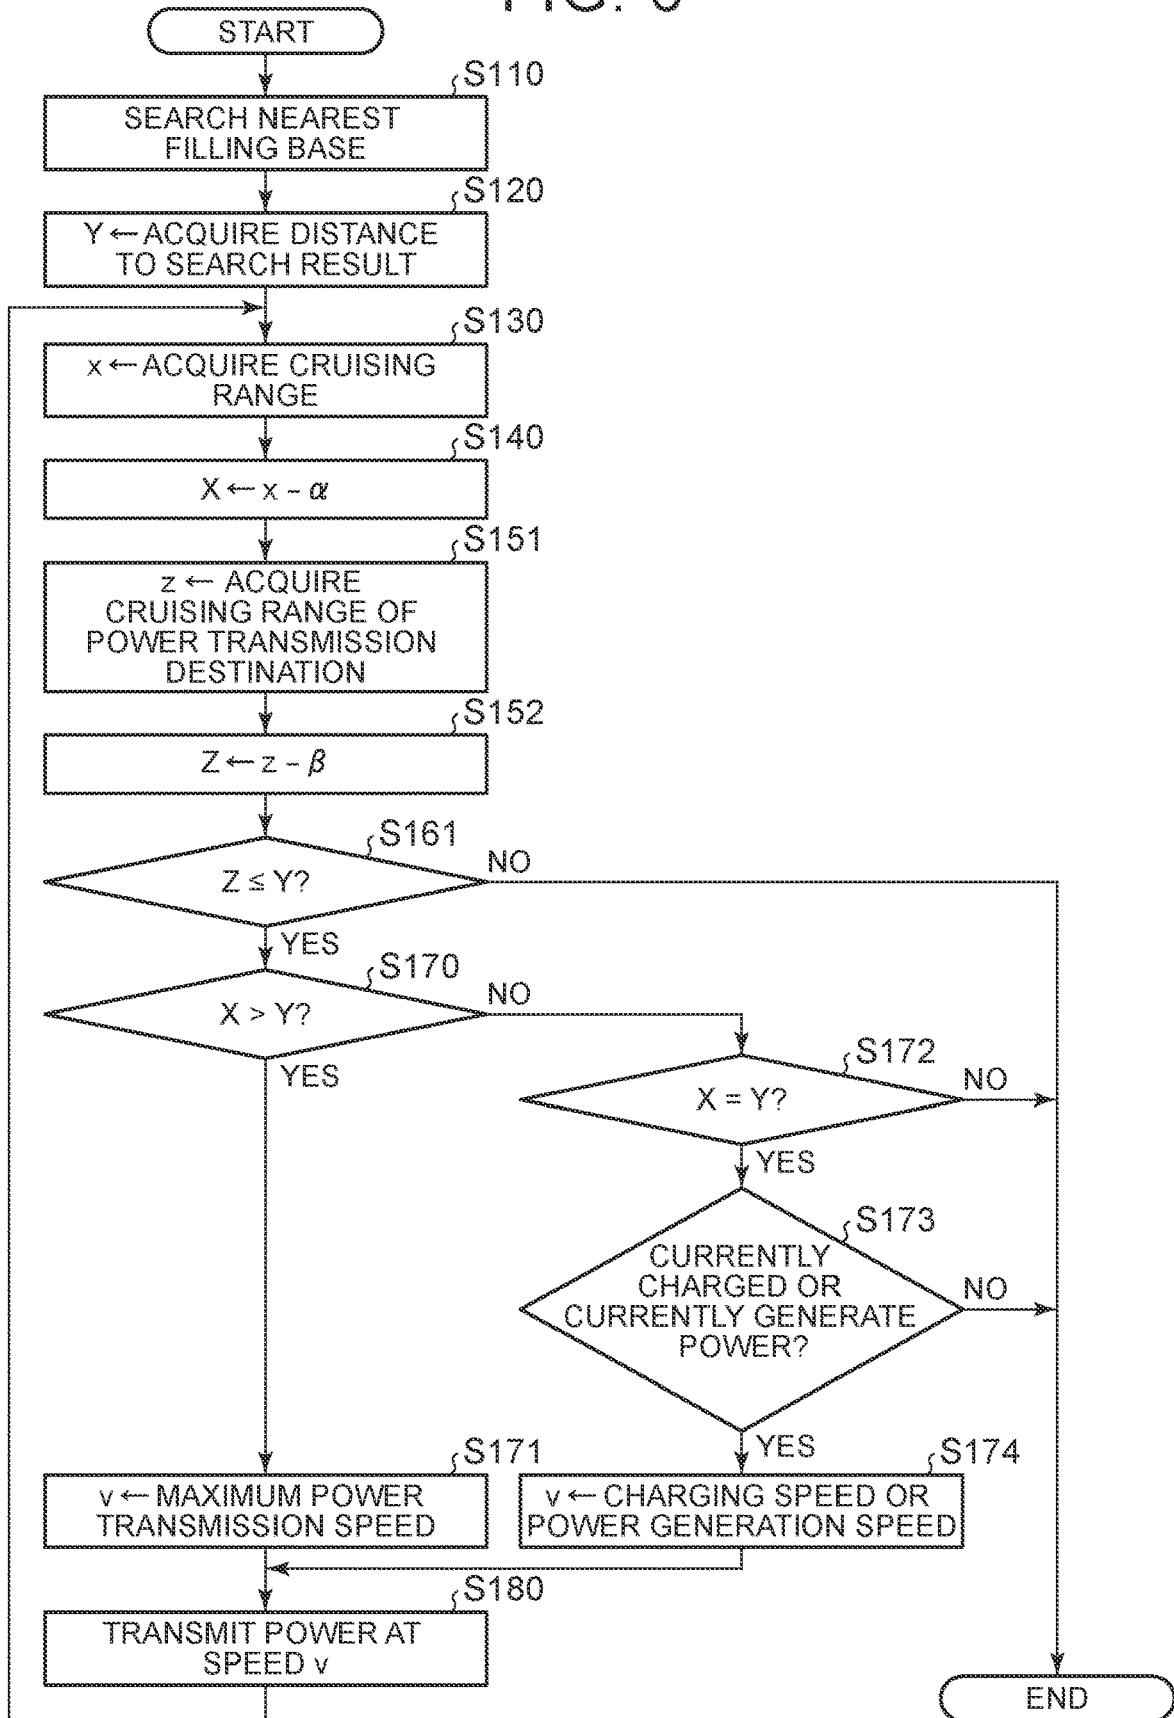 START
S110
SEARCH NEAREST
FILLING BASE
S120
Y ← ACQUIRE DISTANCE
TO SEARCH RESULT
S130
x ← ACQUIRE CRUISING
RANGE
S140
X ← x - α
S151
z ← ACQUIRE
CRUISING RANGE OF
POWER TRANSMISSION
DESTINATION
S152
Z ← z - β
S161
Z ≤ Y?
NO
YES
S170
X > Y?
NO
YES
S172
X = Y?
NO
YES
S173
CURRENTLY
CHARGED OR
CURRENTLY GENERATE
POWER?
NO
YES
S171
v ← MAXIMUM POWER
TRANSMISSION SPEED
S174
v ← CHARGING SPEED OR
POWER GENERATION SPEED
S180
TRANSMIT POWER AT
SPEED v
END